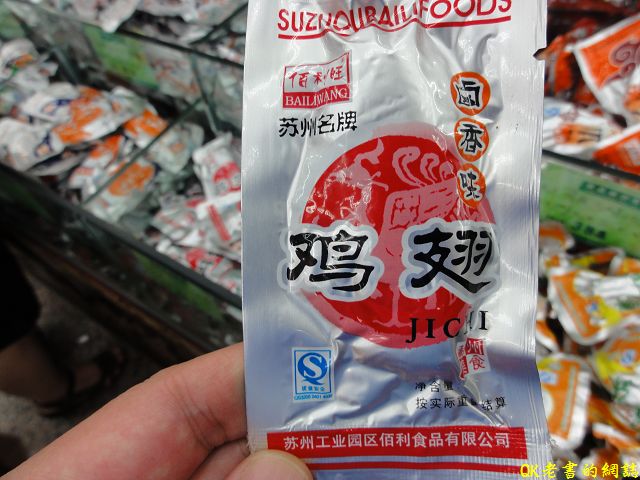 SUZHOUBAILIFOODS
佰利旺
BAILIWANG
苏州名牌
卤香味
鸡翅
JICHI
净含量
按实际重量结算
苏州工业园区佰利食品有限公司
QK老書的網誌